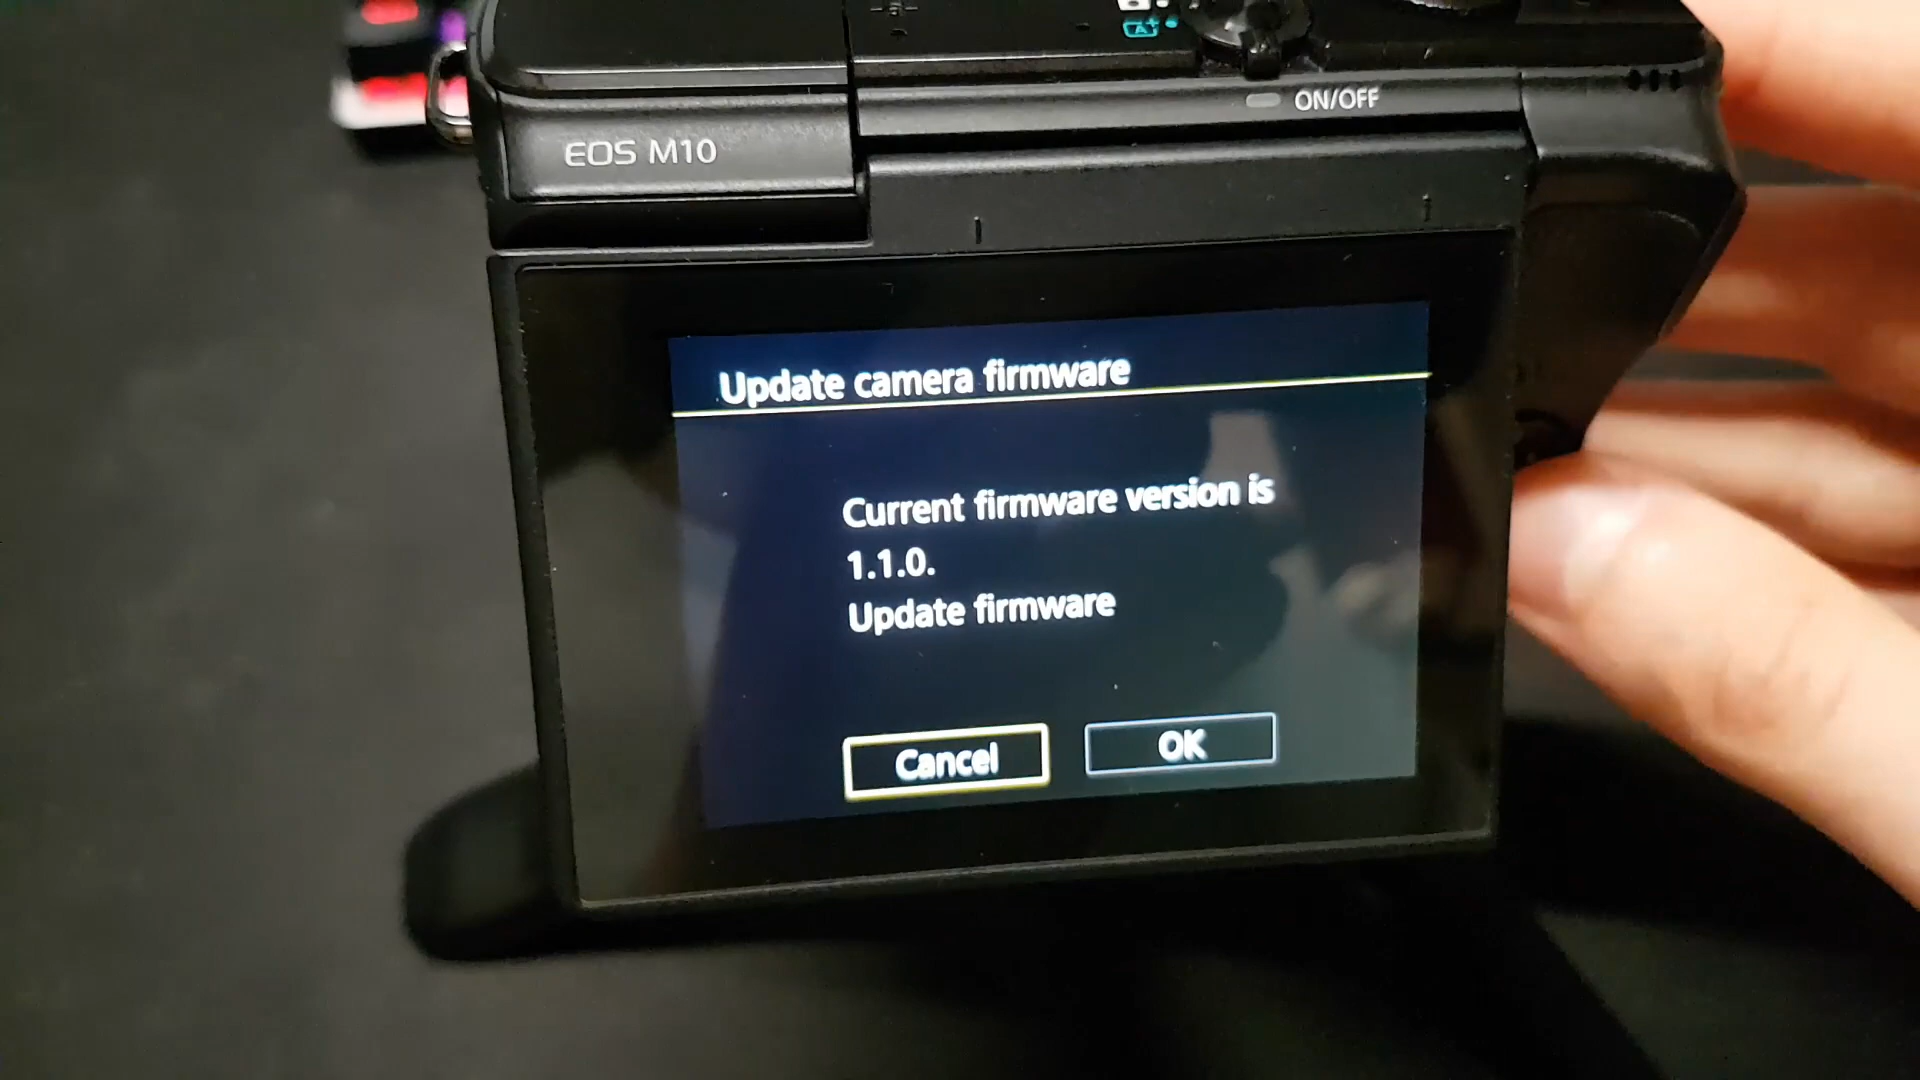 ON/OFF
EOS M10
Update camera firmware
Current firmware version is
1.1.0.
Update firmware
Cancel OK